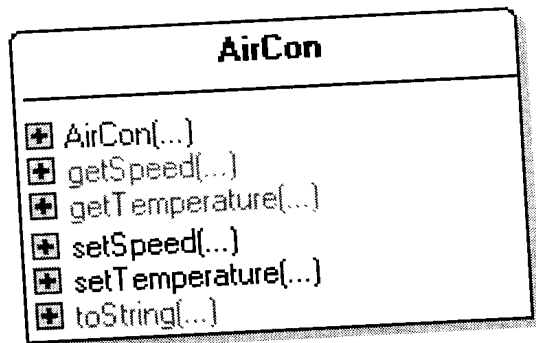 AirCon
AirCon(...)
getSpeed(...)
getTemperature(...)
setSpeed(...)
setTemperature(...)
toString(...)